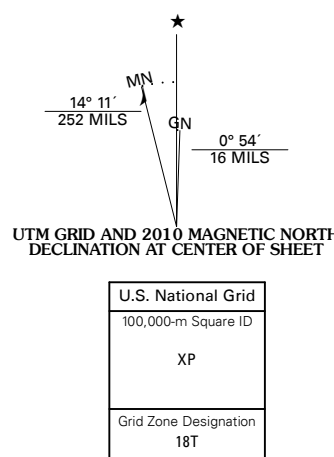 ★
MN
14° 11´
252 MILS
GN
0° 54´
16 MILS
UTM GRID AND 2010 MAGNETIC NORTH
DECLINATION AT CENTER OF SHEET
U.S. National Grid
100,000-m Square ID
XP
Grid Zone Designation
18T